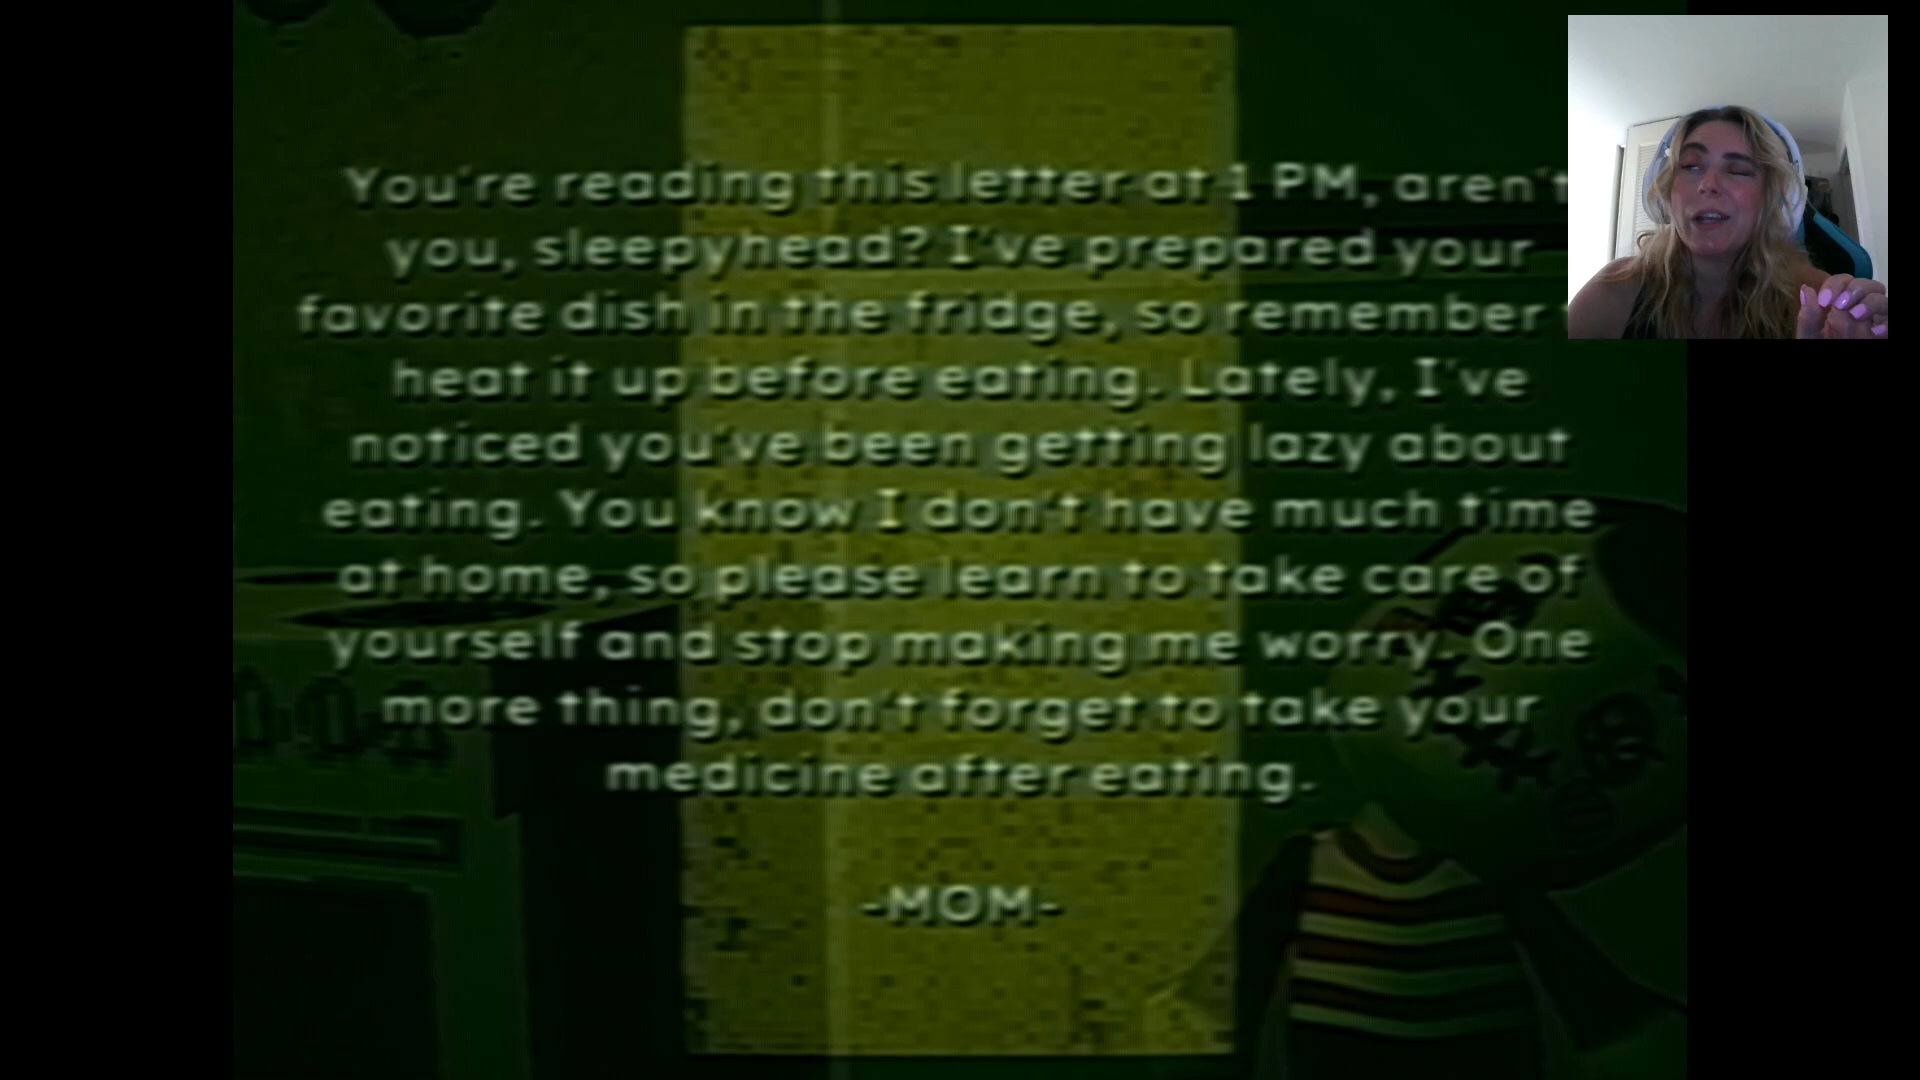 You're reading this letter at 1 PM, aren't
you, sleepyhead? I've prepared your
favorite dish in the fridge, so remember
heat it up before eating. Lately, I've
noticed you've been getting lazy about
eating. You know I don't have much time
at home, so please learn to take care of
yourself and stop making me worry. One
more thing, don't forget to take your
medicine after eating.
-MOM-